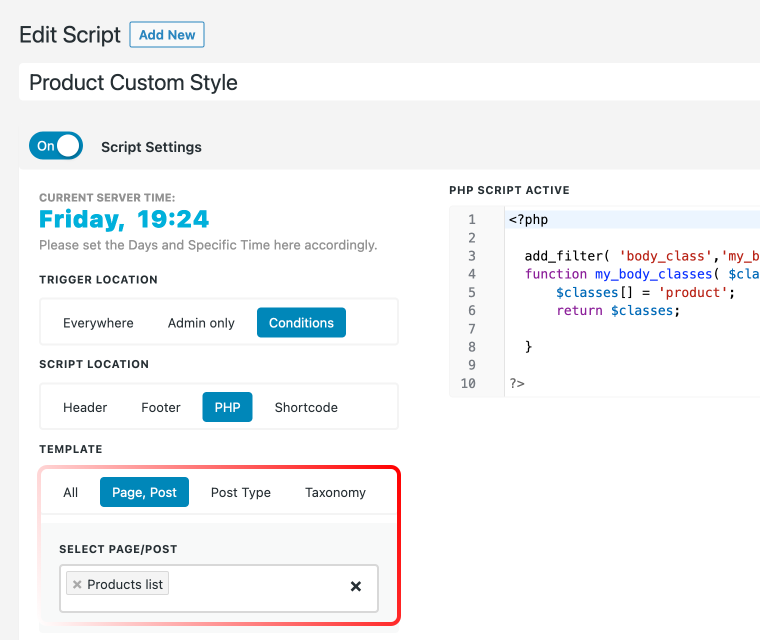 Edit Script Add New
Product Custom Style
On Script Settings
CURRENT SERVER TIME:
Friday, 19:24
Please set the Days and Specific Time here accordingly.
TRIGGER LOCATION
Everywhere Admin only Conditions
SCRIPT LOCATION
Header Footer PHP Shortcode
TEMPLATE
All Page, Post Post Type Taxonomy
SELECT PAGE/POST
× Products list ×
PHP SCRIPT ACTIVE
1 <?php
2
3 add_filter( 'body_class','my_b
4 function my_body_classes( $cla
5 $classes[] = 'product';
6 return $classes;
7
8 }
9
10 ?>